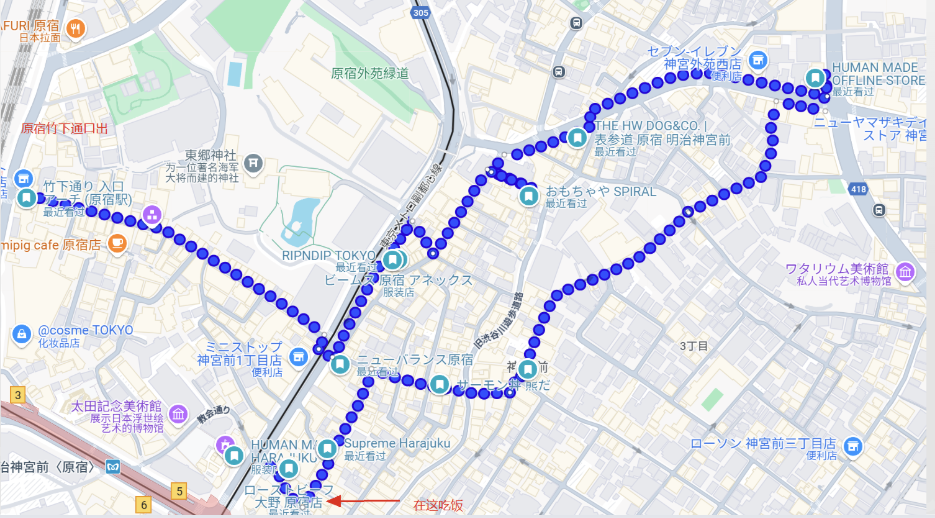 AFURI 原宿
日本拉面
305
原宿外苑緑道
セブン-イレブン
神宮外苑西店
便利店
HUMAN MADE
OFFLINE STORE
最近看过
原宿竹下通口出
THE HW DOG&CO. |
表参道 原宿 明治神宮前
最近看过
ニューヤマザキデイ
ストア 神宮
東郷神社
为一位著名海军
大将而建的神社
店
竹下通り 入口
アーチ (原宿駅)
最近看过
418
おもちゃや SPIRAL
最近看过
mipig cafe 原宿店
RIPNDIP TOKYO
最近看过
ビームス 原宿 アネックス
服装店
ワタリウム美術館
私人当代艺术博物馆
旧渋谷川遊歩道路
@cosme TOKYO
化妆品店
ミニストップ
神宮前1丁目店
便利店
3丁目
ニューバランス原宿
最近看过
サーモン丼 熊だ
3
太田記念美術館
展示日本浮世绘
艺术的博物馆
教会通り
HUMAN MA
HARAJUKU
服装店
Supreme Harajuku
最近看过
ローソン 神宮前三丁目店
便利店
治神宮前〈原宿〉
5
6
ローストビーフ
大野 原宿店
最近看过
在这吃饭